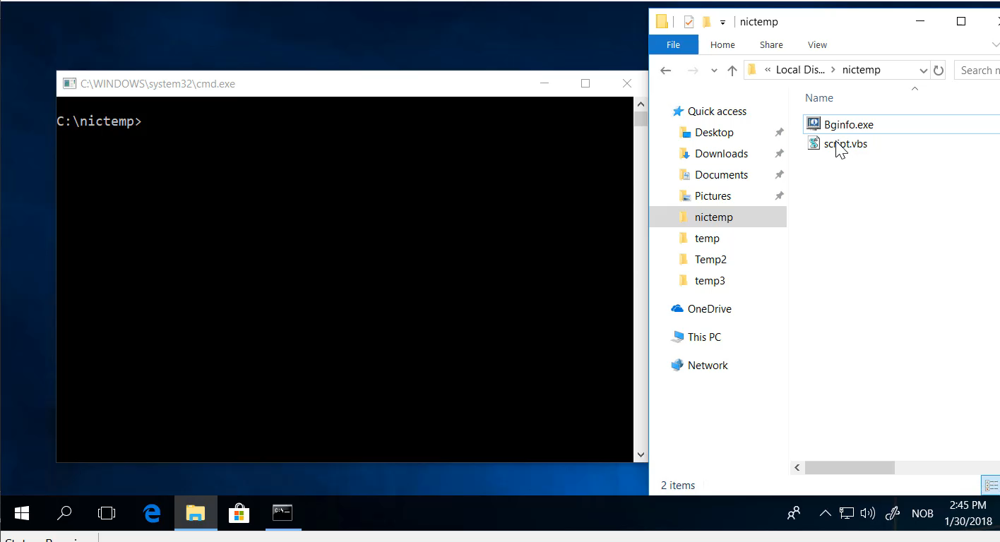 C:\WINDOWS\system32\cmd.exe
C:\nictemp>
nictemp
File Home Share View
« Local Dis... > nictemp
Search n
Name
Bginfo.exe
script.vbs
Quick access
Desktop
Downloads
Documents
Pictures
nictemp
temp
Temp2
temp3
OneDrive
This PC
Network
2 items
NOB
2:45 PM
1/30/2018